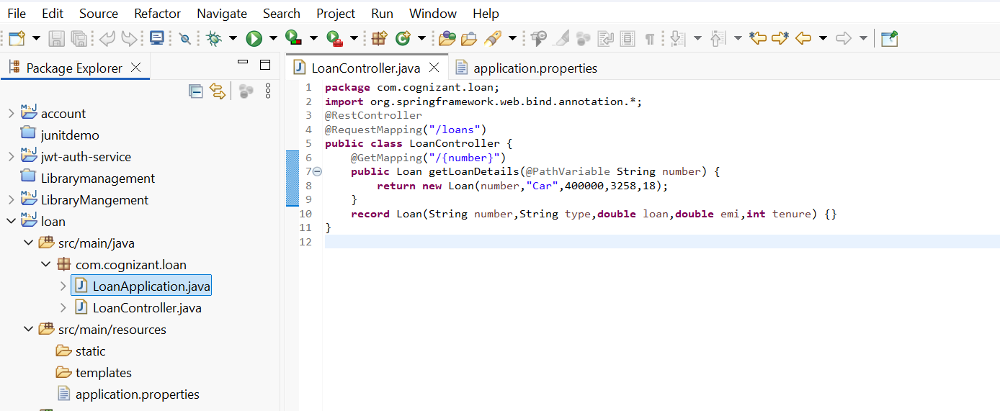 File Edit Source Refactor Navigate Search Project Run Window Help
Package Explorer
account
junitdemo
jwt-auth-service
Librarymanagement
LibraryMangement
loan
src/main/java
com.cognizant.loan
LoanApplication.java
LoanController.java
src/main/resources
static
templates
application.properties
LoanController.java application.properties
1 package com.cognizant.loan;
2 import org.springframework.web.bind.annotation.*;
3 @RestController
4 @RequestMapping("/loans")
5 public class LoanController {
6     @GetMapping("/{number}")
7     public Loan getLoanDetails(@PathVariable String number) {
8         return new Loan(number,"Car",400000,3258,18);
9     }
10     record Loan(String number,String type,double loan,double emi,int tenure) {}
11 }
12